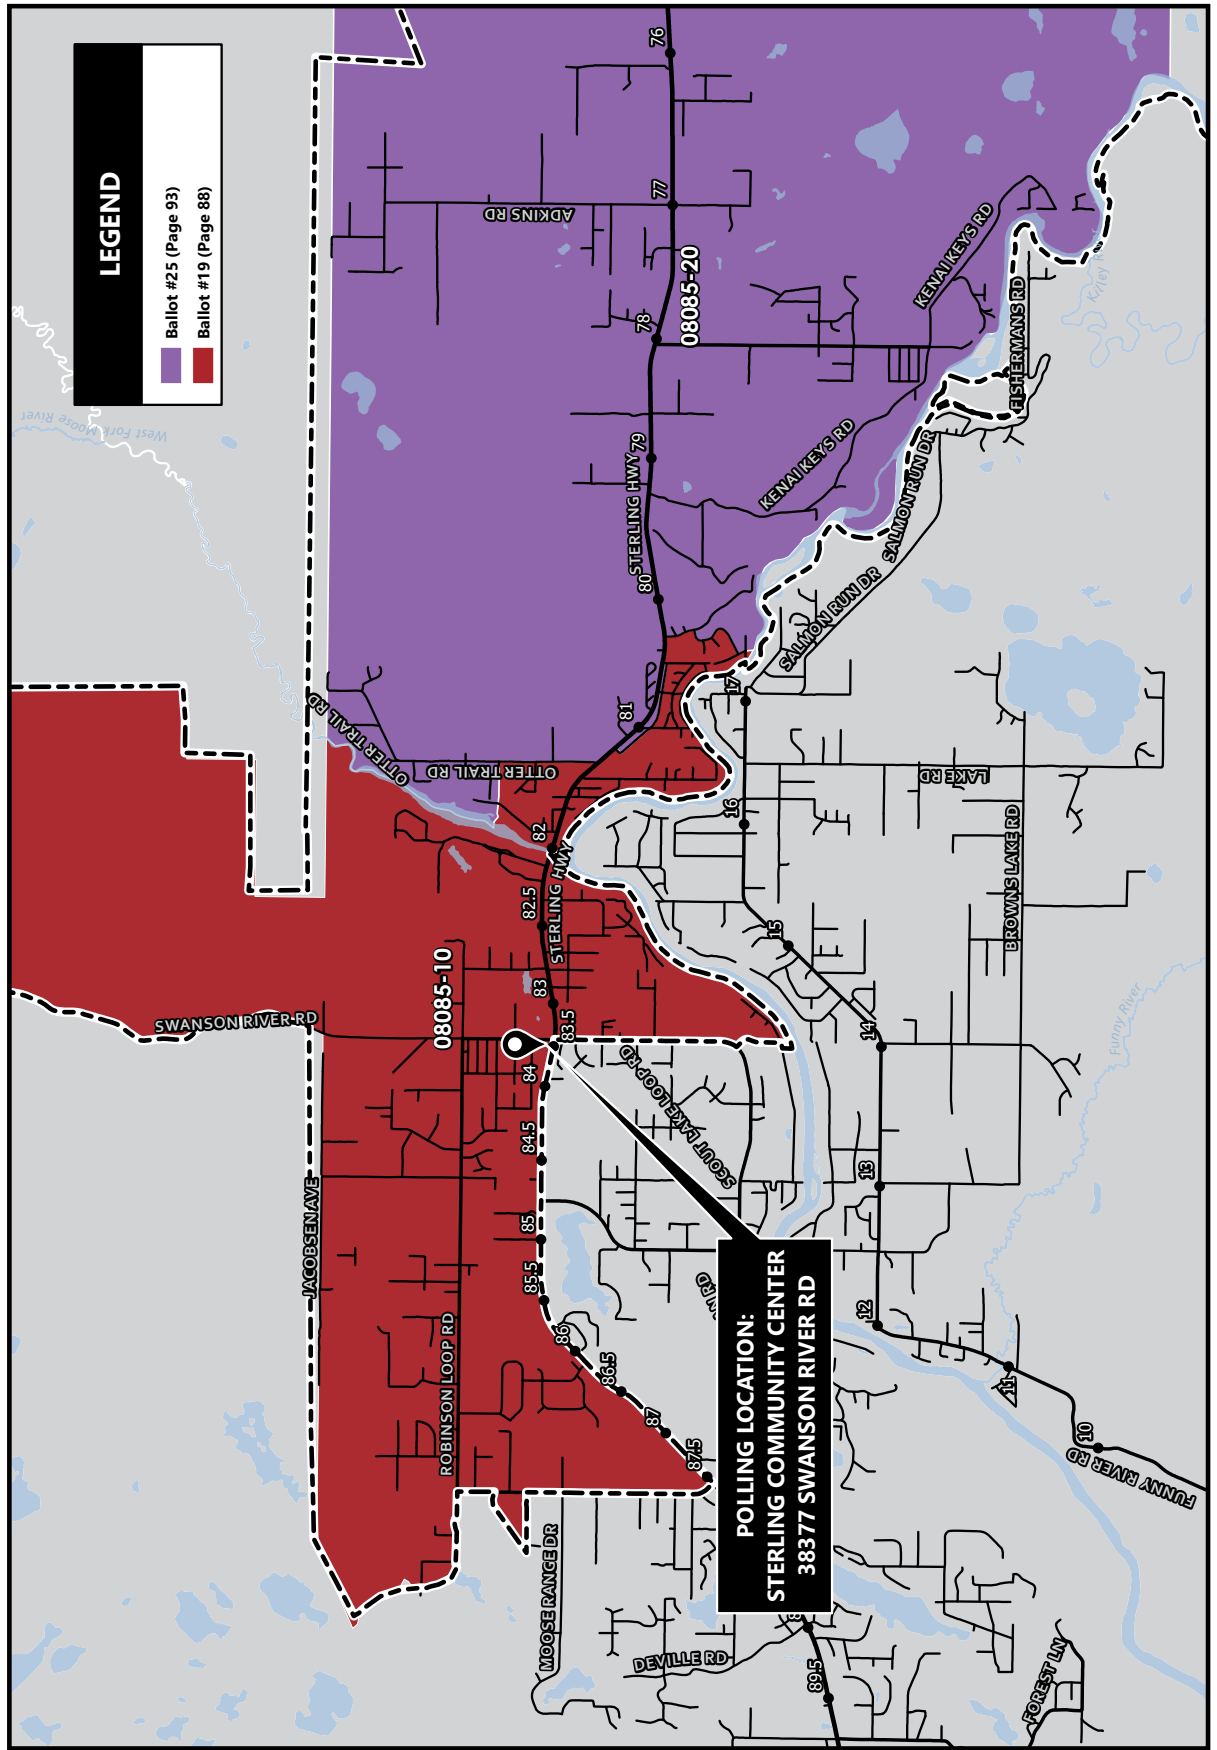 LEGEND
Ballot #25 (Page 93)
Ballot #19 (Page 88)
West Fork Moose River
76
77
ADKINS RD
78
08085-20
KENAI KEYS RD
FISHERMANS RD
79
STERLING HWY
KENAI KEYS RD
SALMON RUN DR
80
SALMON RUN DR
17
81
OTTER TRAIL RD
OTTER TRAIL RD
LAKE RD
16
82
STERLING HWY
82.5
15
BROWNS LAKE RD
08085-10
83
83.5
SWANSON RIVER RD
14
Funny River
84
SCOUT LAKE LOOP RD
84.5
13
JACOBSEN AVE
85
85.5
12
86
86.5
11
ROBINSON LOOP RD
87
87.5
10
FUNNY RIVER RD
POLLING LOCATION:
STERLING COMMUNITY CENTER
38377 SWANSON RIVER RD
MOOSE RANGE DR
DEVILLE RD
89.5
FOREST LN